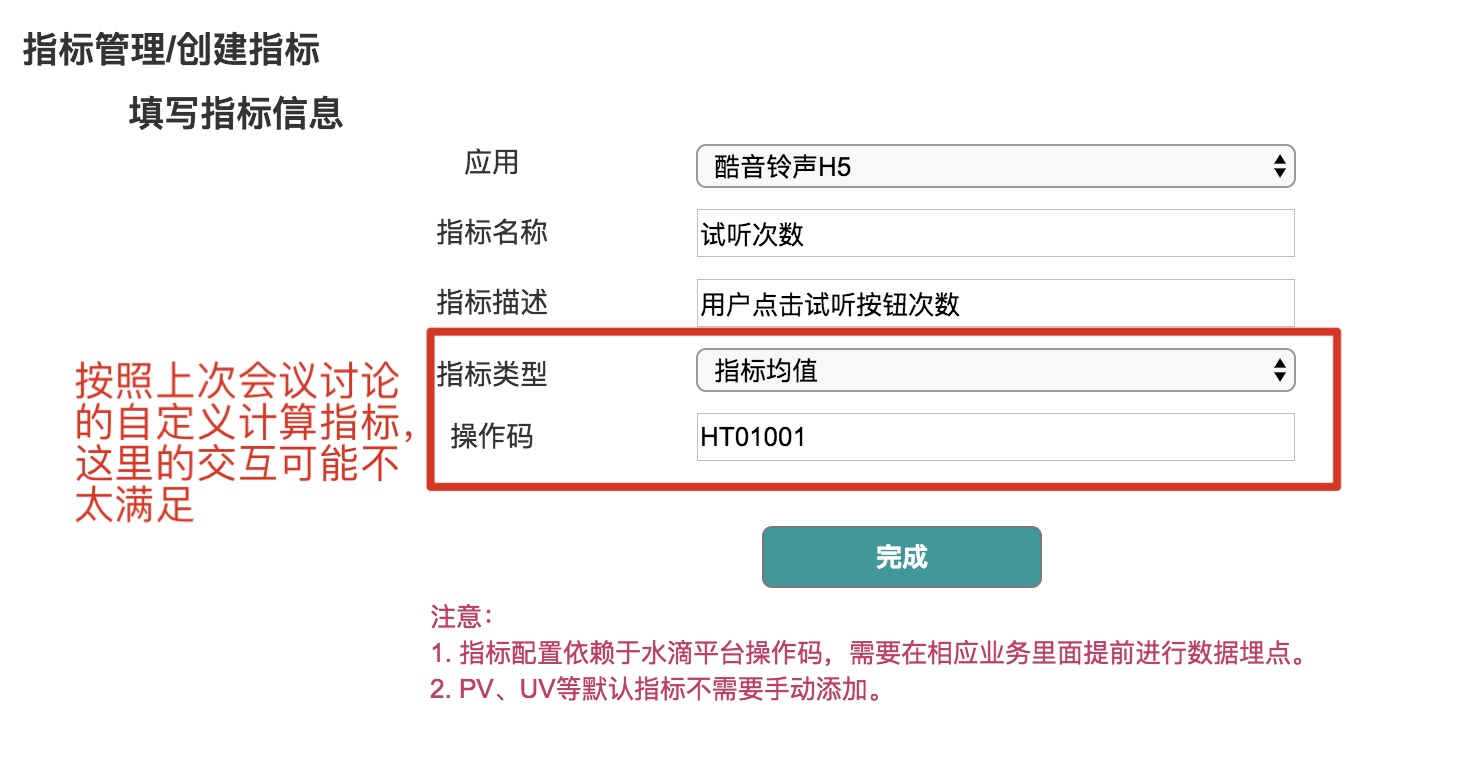 指标管理/创建指标
填写指标信息
应用
酷音铃声H5
指标名称
试听次数
指标描述
用户点击试听按钮次数
指标类型
指标均值
操作码
HT01001
按照上次会议讨论
的自定义计算指标，
这里的交互可能不
太满足
完成
注意：
1. 指标配置依赖于水滴平台操作码，需要在相应业务里面提前进行数据埋点。
2. PV、UV等默认指标不需要手动添加。